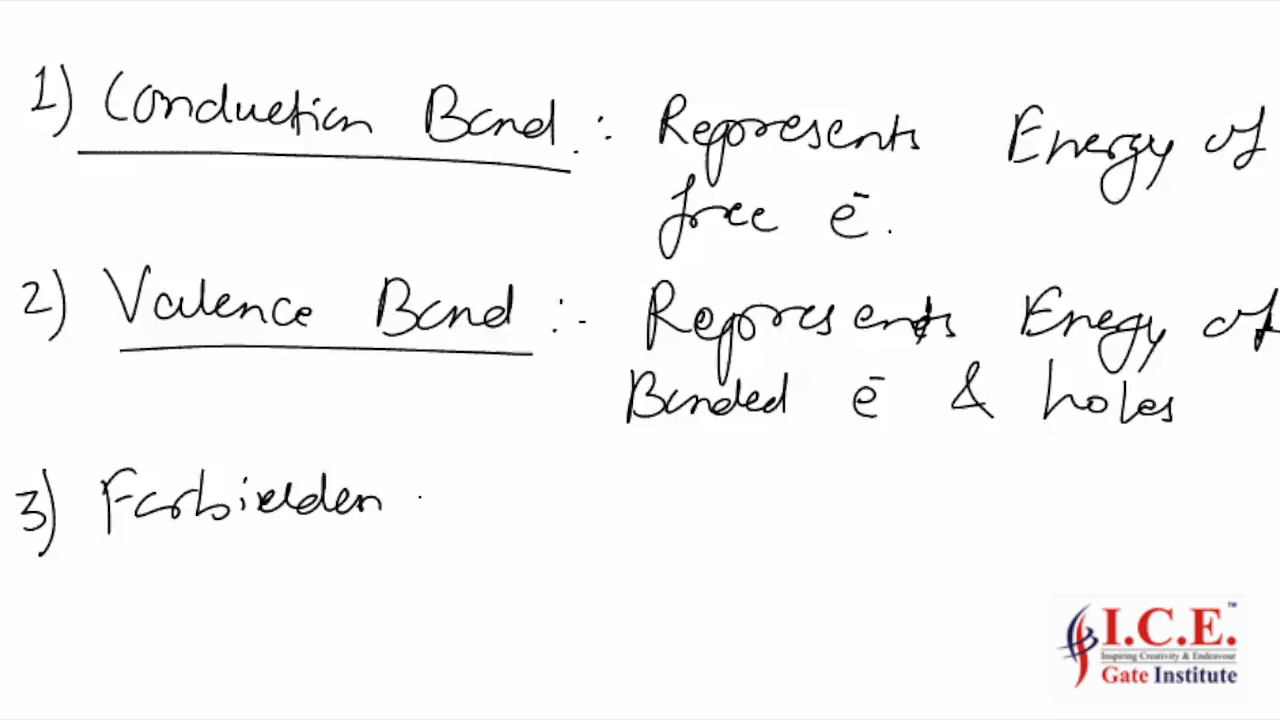 1) Conduction Band :. Represents Energy of
free ē.
2) Valence Band :- Represents Energy of
Bonded ē & holes
3) Forbidden
I.C.E.™
Inspiring Creativity & Endeavour
Gate Institute